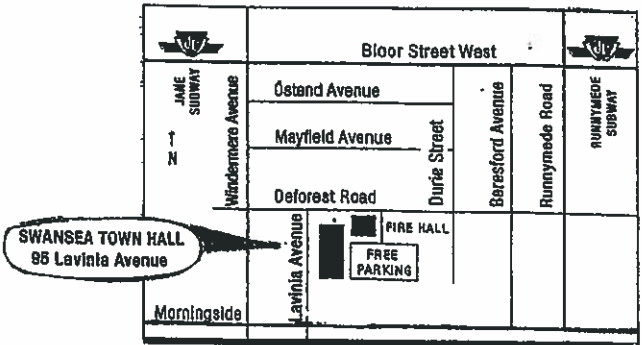 Bloor Street West
JANE
SUBWAY
RUNNYMEDE
SUBWAY
N
Windermere Avenue
Ostend Avenue
Mayfield Avenue
Deforest Road
Durie Street
Beresford Avenue
Runnymede Road
SWANSEA TOWN HALL
95 Lavinia Avenue
Lavinia Avenue
FIRE HALL
FREE
PARKING
Morningside